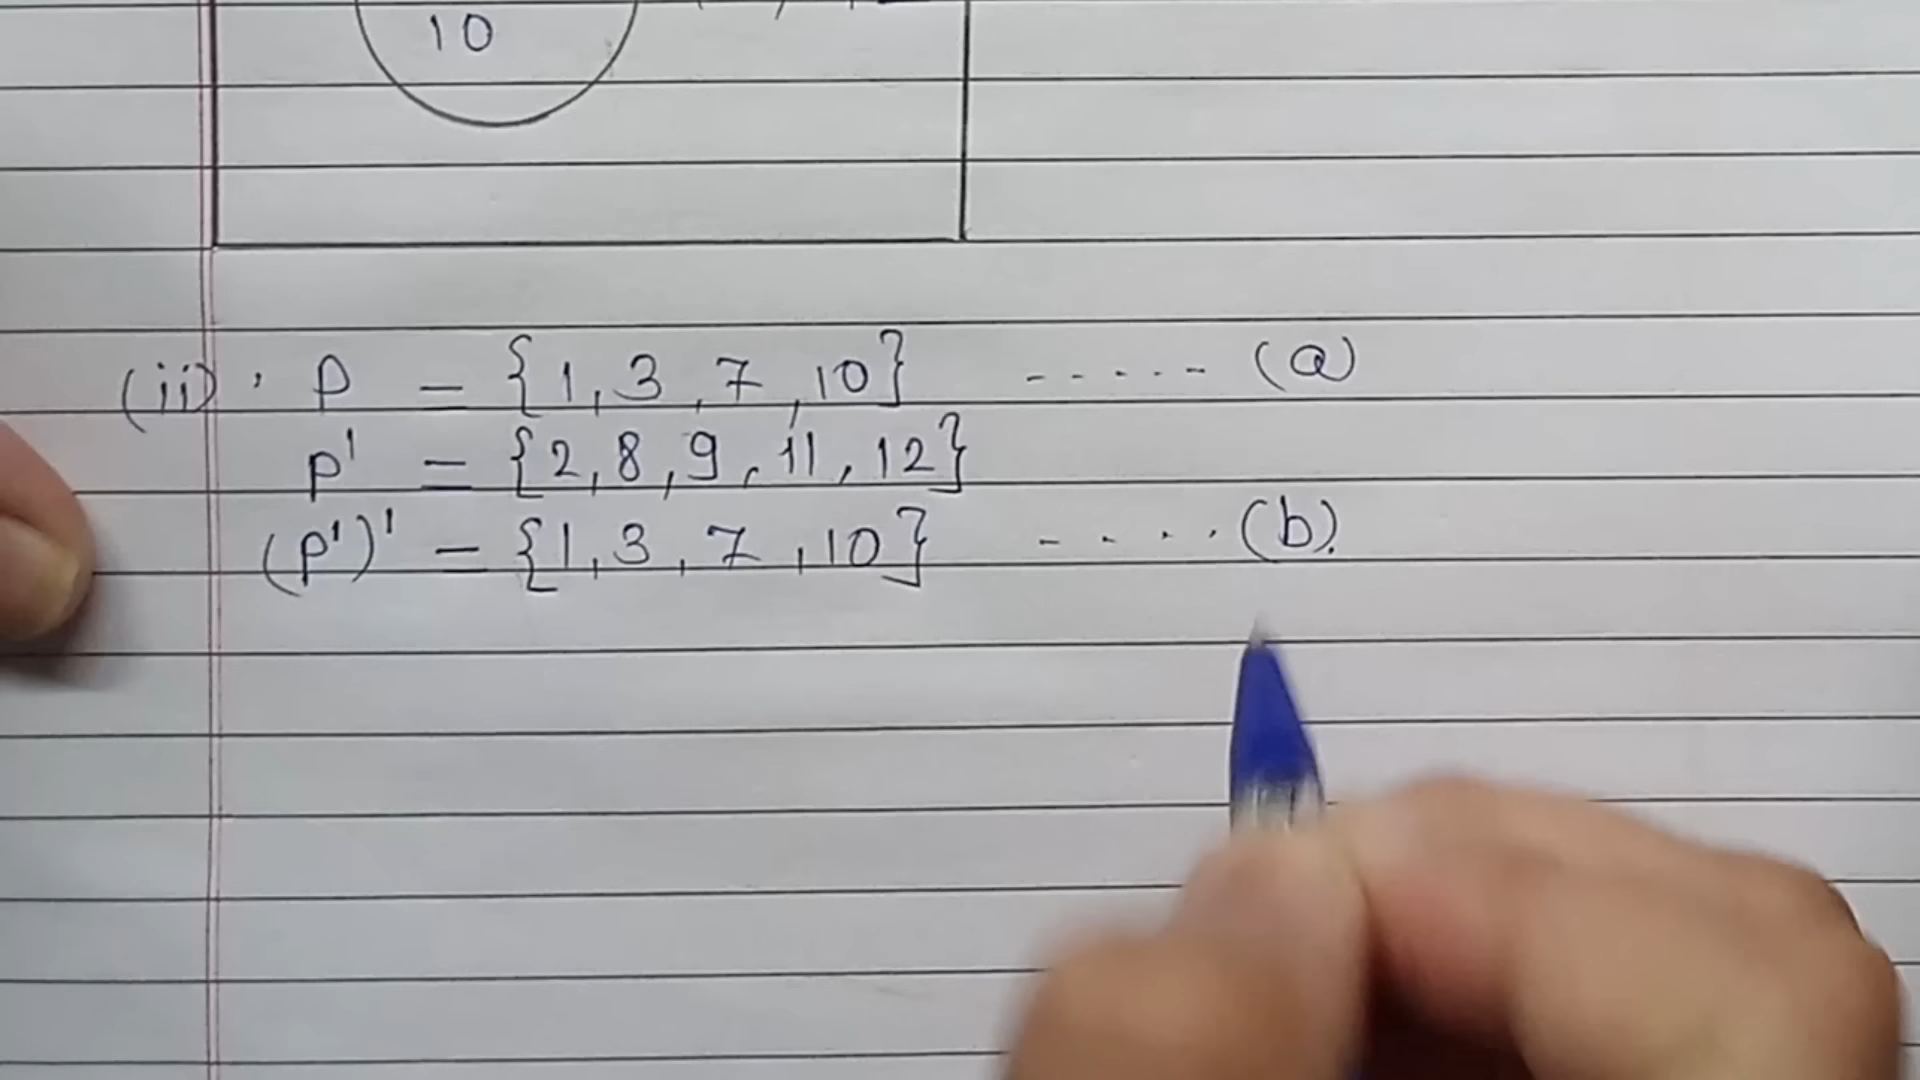 10
(ii). P = {1, 3, 7, 10} ----- (a)
P' = {2, 8, 9, 11, 12}
(P')' = {1, 3, 7, 10} - - · · · (b).